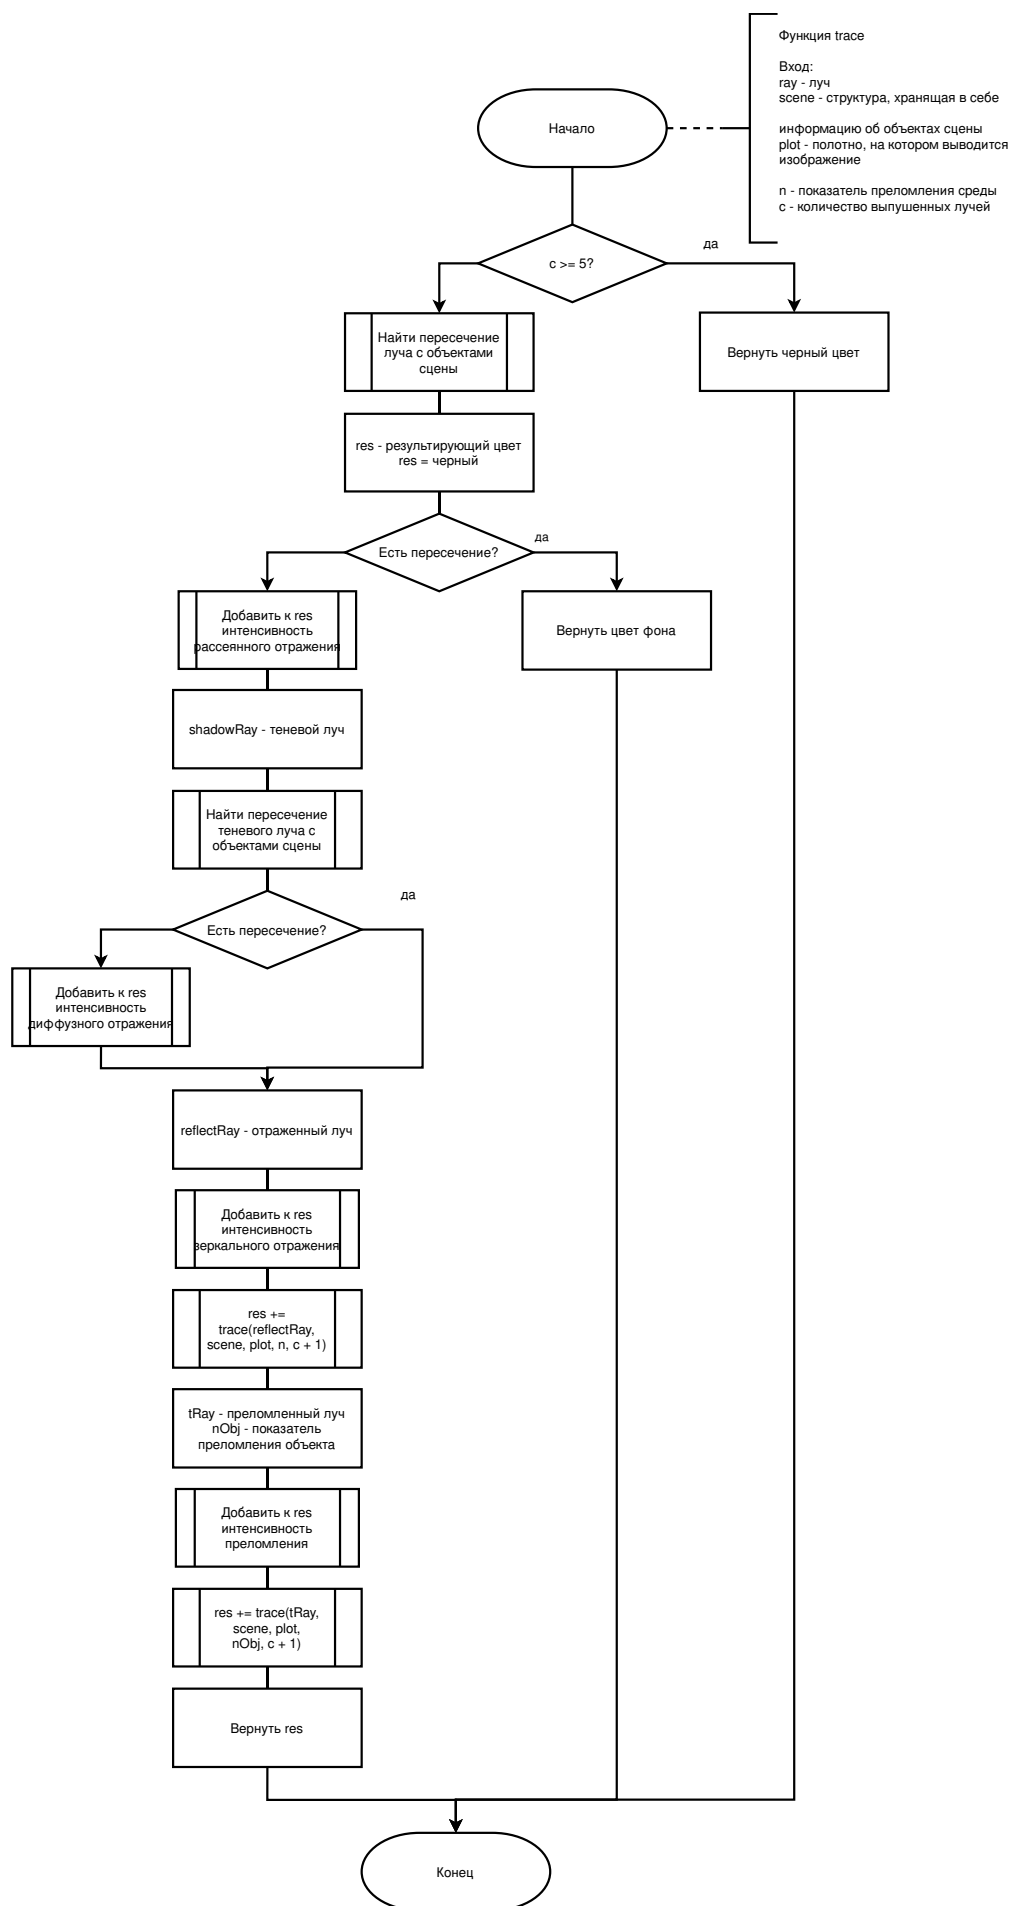 Функция trace
Вход:
ray - луч
scene - структура, хранящая в себе
информацию об объектах сцены
plot - полотно, на котором выводится
изображение
n - показатель преломления среды
c - количество выпушенных лучей
Начало
c >= 5?
да
Найти пересечение
луча с объектами
сцены
Вернуть черный цвет
res - результирующий цвет
res = черный
Есть пересечение?
да
Добавить к res
интенсивность
рассеянного отражения
Вернуть цвет фона
shadowRay - теневой луч
Найти пересечение
теневого луча с
объектами сцены
Есть пересечение?
да
Добавить к res
интенсивность
диффузного отражения
reflectRay - отраженный луч
Добавить к res
интенсивность
зеркального отражения
res +=
trace(reflectRay,
scene, plot, n, c + 1)
tRay - преломленный луч
nObj - показатель
преломления объекта
Добавить к res
интенсивность
преломления
res += trace(tRay,
scene, plot,
nObj, c + 1)
Вернуть res
Конец